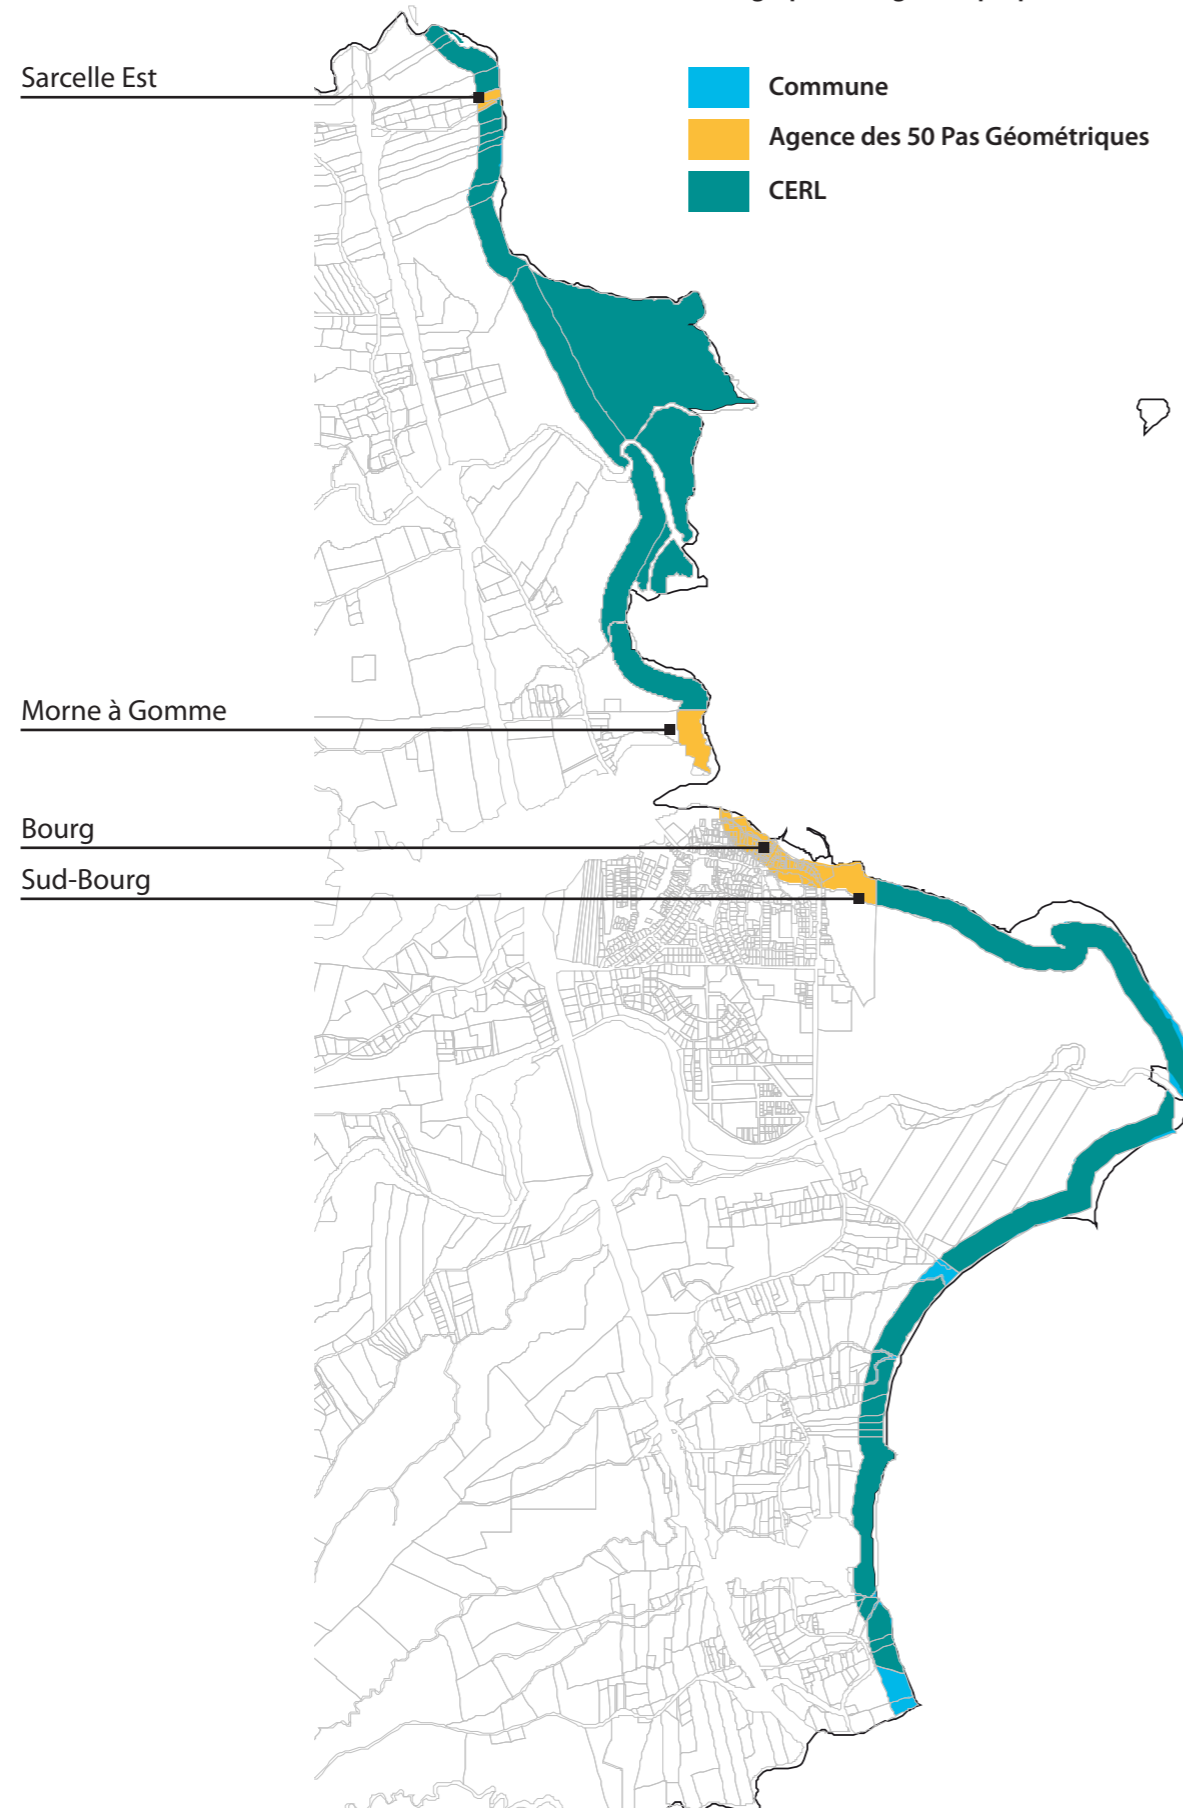 Sarcelle Est
Commune
Agence des 50 Pas Géométriques
CERL
Morne à Gomme
Bourg
Sud-Bourg